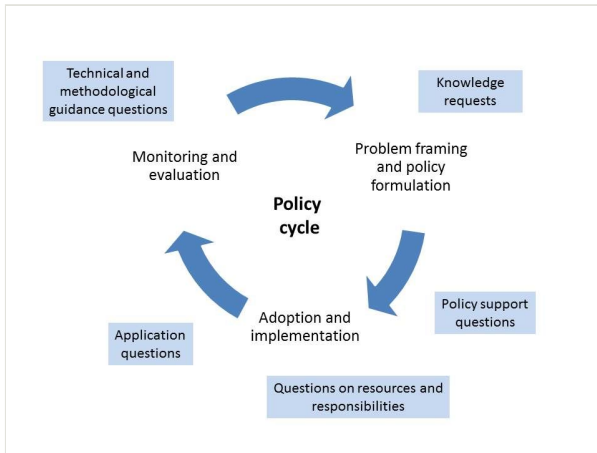 Technical and
methodological
guidance questions
Knowledge
requests
Monitoring and
evaluation
Problem framing
and policy
formulation
Policy
cycle
Adoption and
implementation
Policy support
questions
Application
questions
Questions on resources and
responsibilities